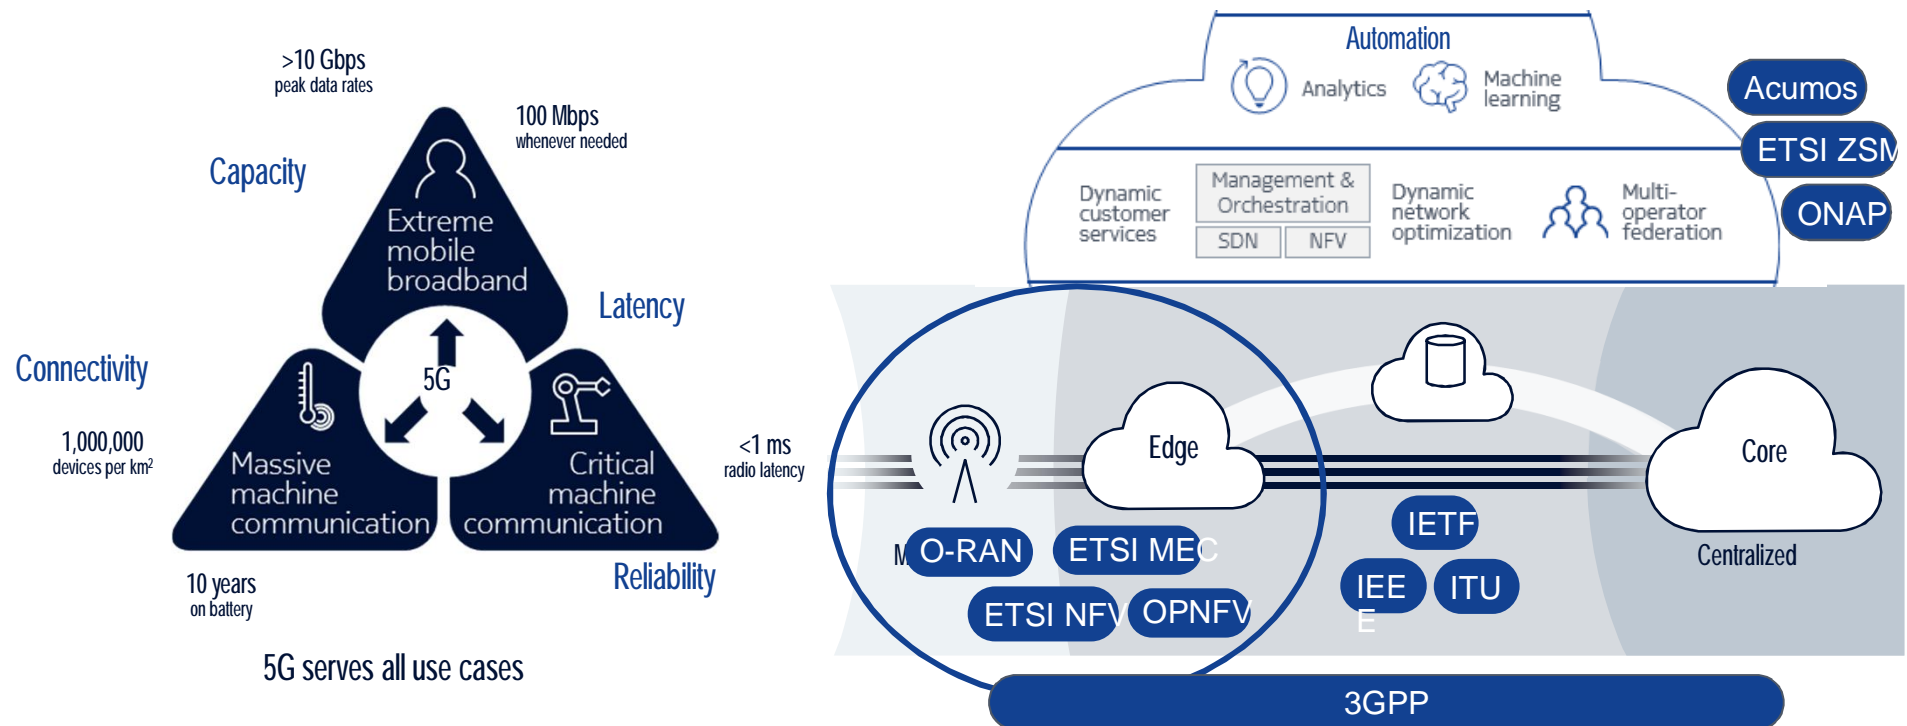 >10 Gbps
peak data rates
100 Mbps
whenever needed
Capacity
Extreme
mobile
broadband
Latency
Connectivity
5G
1,000,000
devices per km²
Massive
machine
communication
Critical
machine
communication
<1 ms
radio latency
10 years
on battery
Reliability
5G serves all use cases
Automation
Analytics
Machine
learning
Acumos
ETSI ZSM
ONAP
Dynamic
customer
services
Management &
Orchestration
SDN
NFV
Dynamic
network
optimization
Multi-
operator
federation
Edge
Core
O-RAN
ETSI MEC
ETSI NFV
OPNFV
IETF
IEE
E
ITU
Centralized
3GPP